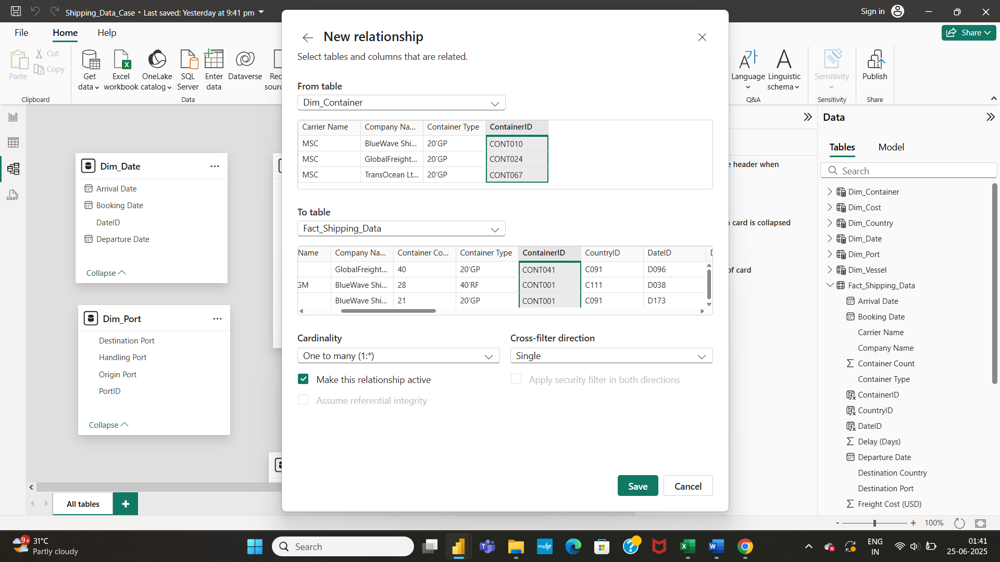 Shipping_Data_Case • Last saved: Yesterday at 9:41 pm
Sign in
File
Home
Help
Share
Paste
Cut
Copy
Clipboard
Get data
Excel workbook
OneLake catalog
SQL Server
Enter data
Dataverse
Data
Language
Linguistic schema
Q&A
Sensitivity
Sensitivity
Publish
Share
Dim_Date
Arrival Date
Booking Date
DateID
Departure Date
Collapse
Dim_Port
Destination Port
Handling Port
Origin Port
PortID
Collapse
All tables
New relationship
Select tables and columns that are related.
From table
Dim_Container
Carrier Name Company Na... Container Type ContainerID
MSC BlueWave Shi... 20'GP CONT010
MSC GlobalFreight... 20'GP CONT024
MSC TransOcean Lt... 20'GP CONT067
To table
Fact_Shipping_Data
Name Company Na... Container Co... Container Type ContainerID CountryID DateID
GlobalFreight... 40 20'GP CONT041 C091 D096
GM BlueWave Shi... 28 40'RF CONT001 C111 D038
BlueWave Shi... 21 20'GP CONT001 C091 D173
Cardinality
One to many (1:*)
Cross-filter direction
Single
Make this relationship active
Apply security filter in both directions
Assume referential integrity
Save
Cancel
header when
card is collapsed
of card
Data
Tables
Model
Search
Dim_Container
Dim_Cost
Dim_Country
Dim_Date
Dim_Port
Dim_Vessel
Fact_Shipping_Data
Arrival Date
Booking Date
Carrier Name
Company Name
Container Count
Container Type
ContainerID
CountryID
DateID
Delay (Days)
Departure Date
Destination Country
Destination Port
Freight Cost (USD)
- + 100%
9+
31°C
Partly cloudy
Search
myhp
ENG
IN
01:41
25-06-2025